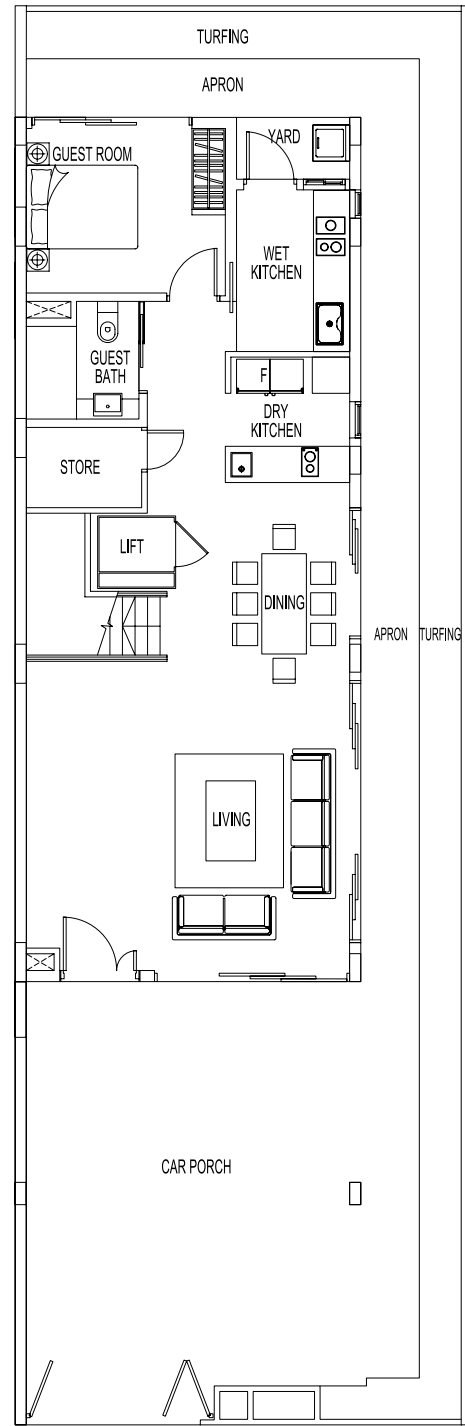 TURFING
APRON
YARD
GUEST ROOM
WET
KITCHEN
GUEST
BATH
F
DRY
KITCHEN
STORE
LIFT
DINING
APRON
TURFING
LIVING
CAR PORCH